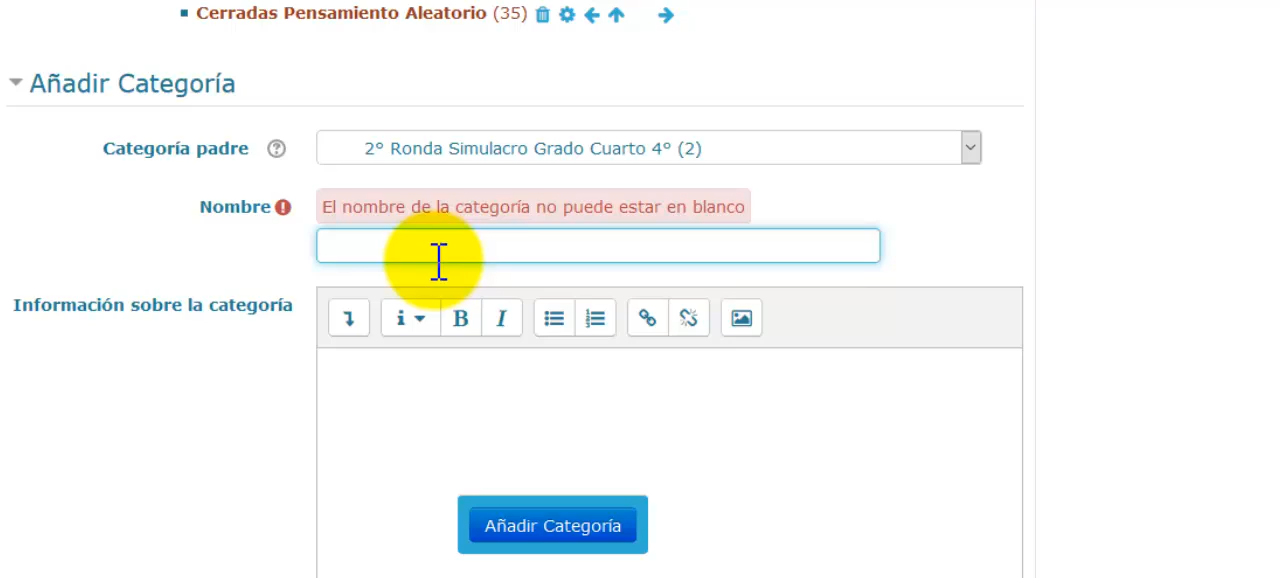 Cerradas Pensamiento Aleatorio (35)
Añadir Categoría
Categoría padre
2° Ronda Simulacro Grado Cuarto 4° (2)
Nombre
El nombre de la categoría no puede estar en blanco
Información sobre la categoría
i B I
Añadir Categoría